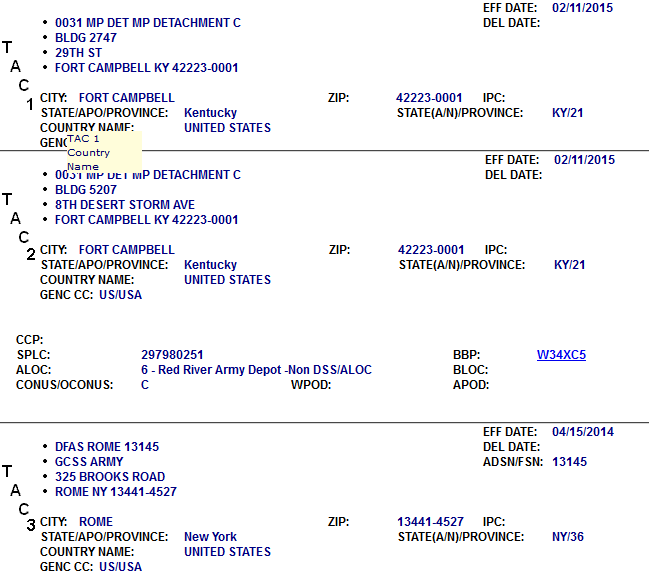 EFF DATE: 02/11/2015
• 0031 MP DET MP DETACHMENT C DEL DATE:
• BLDG 2747
• 29TH ST
• FORT CAMPBELL KY 42223-0001
TAC 1
CITY: FORT CAMPBELL ZIP: 42223-0001 IPC:
STATE/APO/PROVINCE: Kentucky STATE(A/N)/PROVINCE: KY/21
COUNTRY NAME: UNITED STATES
GENC
TAC 1
Country
Name
EFF DATE: 02/11/2015
• 0031 MP DET MP DETACHMENT C DEL DATE:
• BLDG 5207
• 8TH DESERT STORM AVE
• FORT CAMPBELL KY 42223-0001
TAC 2
CITY: FORT CAMPBELL ZIP: 42223-0001 IPC:
STATE/APO/PROVINCE: Kentucky STATE(A/N)/PROVINCE: KY/21
COUNTRY NAME: UNITED STATES
GENC CC: US/USA
CCP:
SPLC: 297980251 BBP: W34XC5
ALOC: 6 - Red River Army Depot -Non DSS/ALOC BLOC:
CONUS/OCONUS: C WPOD: APOD:
EFF DATE: 04/15/2014
• DFAS ROME 13145 DEL DATE:
• GCSS ARMY ADSN/FSN: 13145
• 325 BROOKS ROAD
• ROME NY 13441-4527
TAC 3
CITY: ROME ZIP: 13441-4527 IPC:
STATE/APO/PROVINCE: New York STATE(A/N)/PROVINCE: NY/36
COUNTRY NAME: UNITED STATES
GENC CC: US/USA